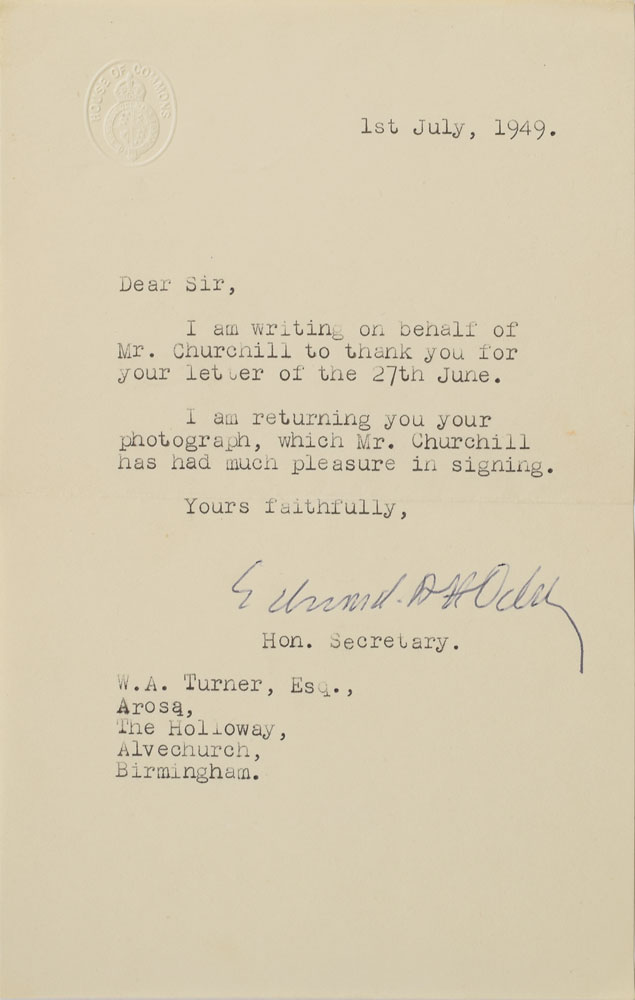 HOUSE OF COMMONS
1st July, 1949.
Dear Sir,
I am writing on behalf of
Mr. Churchill to thank you for
your letter of the 27th June.
I am returning you your
photograph, which Mr. Churchill
has had much pleasure in signing.
Yours faithfully,
Edward
Hon. Secretary.
W.A. Turner, Esq.,
Arosa,
The Holloway,
Alvechurch,
Birmingham.